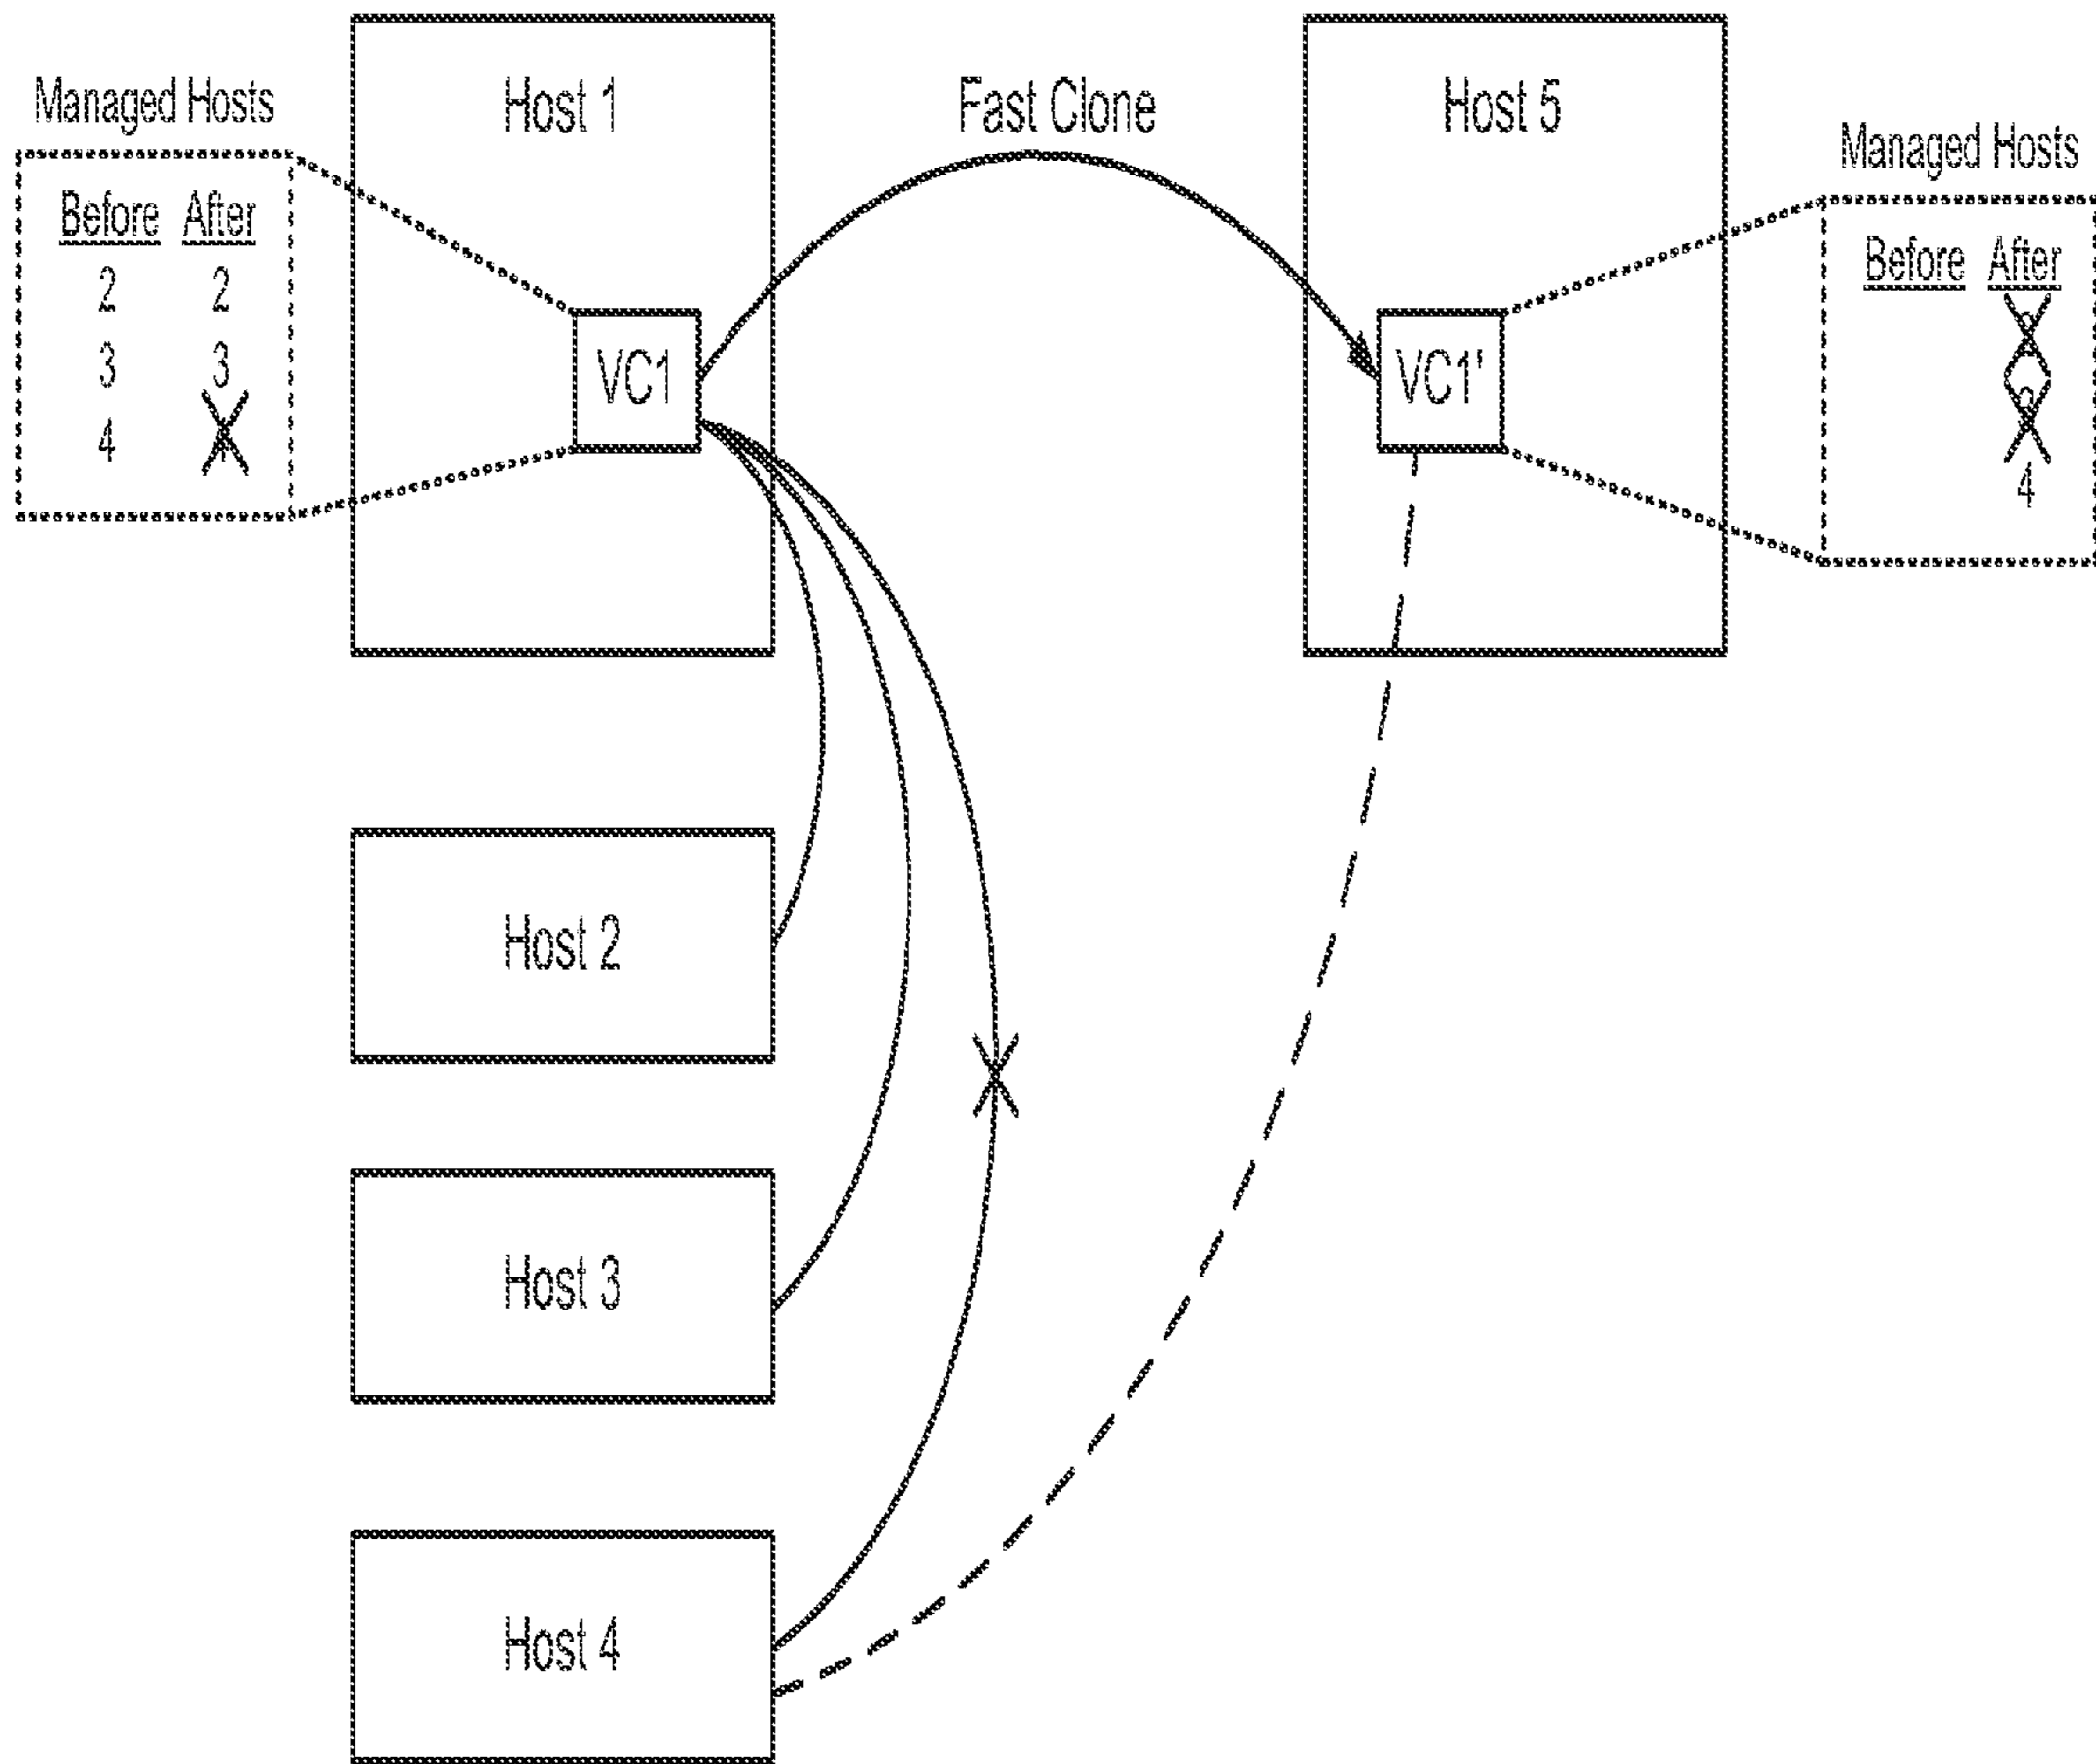 Managed Hosts
Before After
2 2
3 3
4
Host 1
VC1
Fast Clone
Host 5
VC1'
Managed Hosts
Before After
4
Host 2
Host 3
Host 4